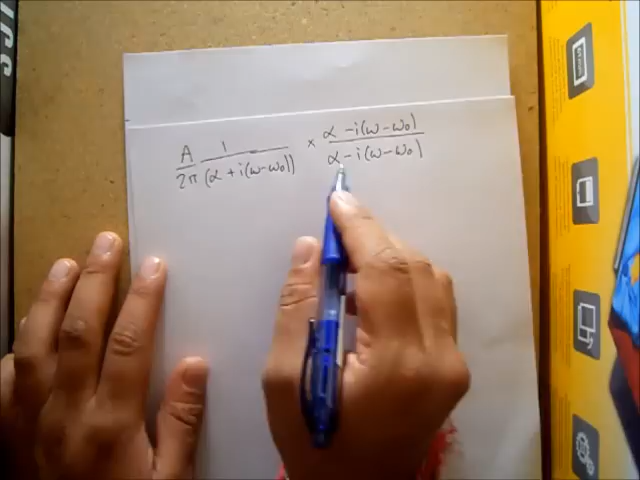 A/2π 1/(α + i(ω-ω₀)) × α - i(ω-ω₀)/α - i(ω-ω₀)